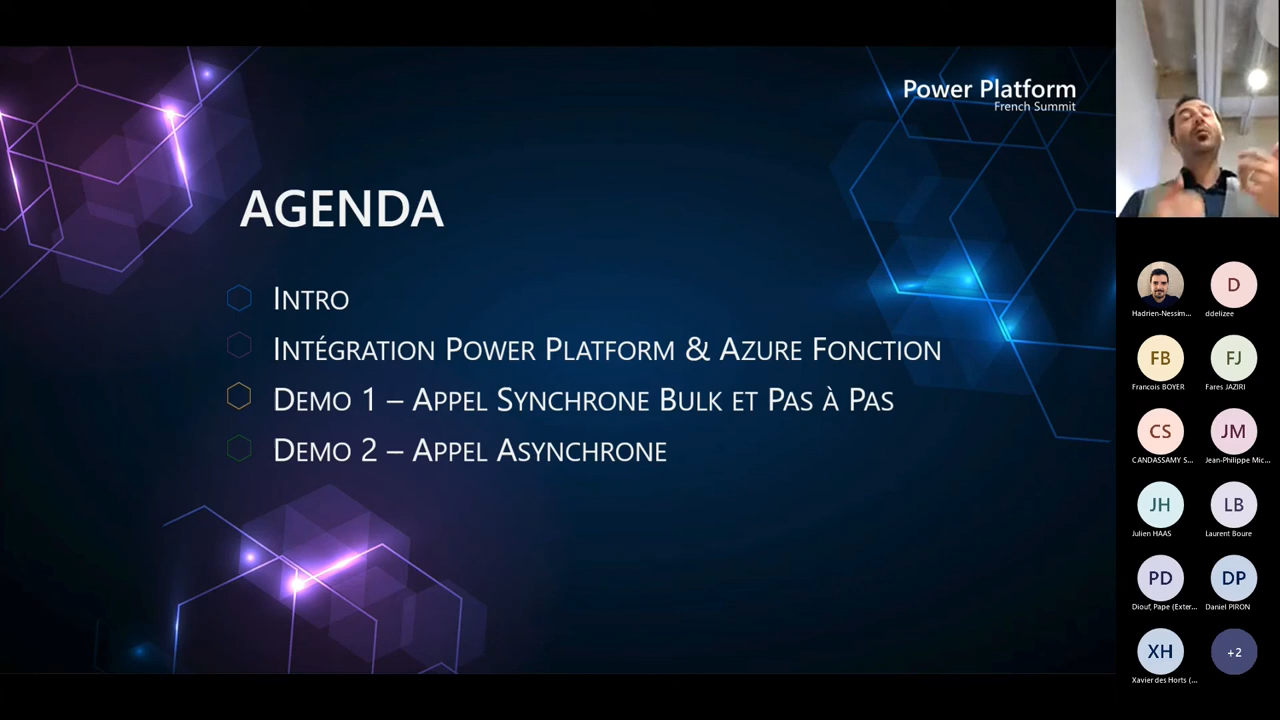 Power Platform
French Summit
AGENDA
INTRO
INTÉGRATION POWER PLATFORM & AZURE FONCTION
DEMO 1 – APPEL SYNCHRONE BULK ET PAS À PAS
DEMO 2 – APPEL ASYNCHRONE
Hadrien-Nessim...
D
ddelizee
FB
Francois BOYER
FJ
Fares JAZIRI
CS
CANDASSAMY S...
JM
Jean-Philippe Mic...
JH
Julien HAAS
LB
Laurent Boure
PD
Diouf, Pape (Exter...
DP
Daniel PIRON
XH
Xavier des Horts (...
+2